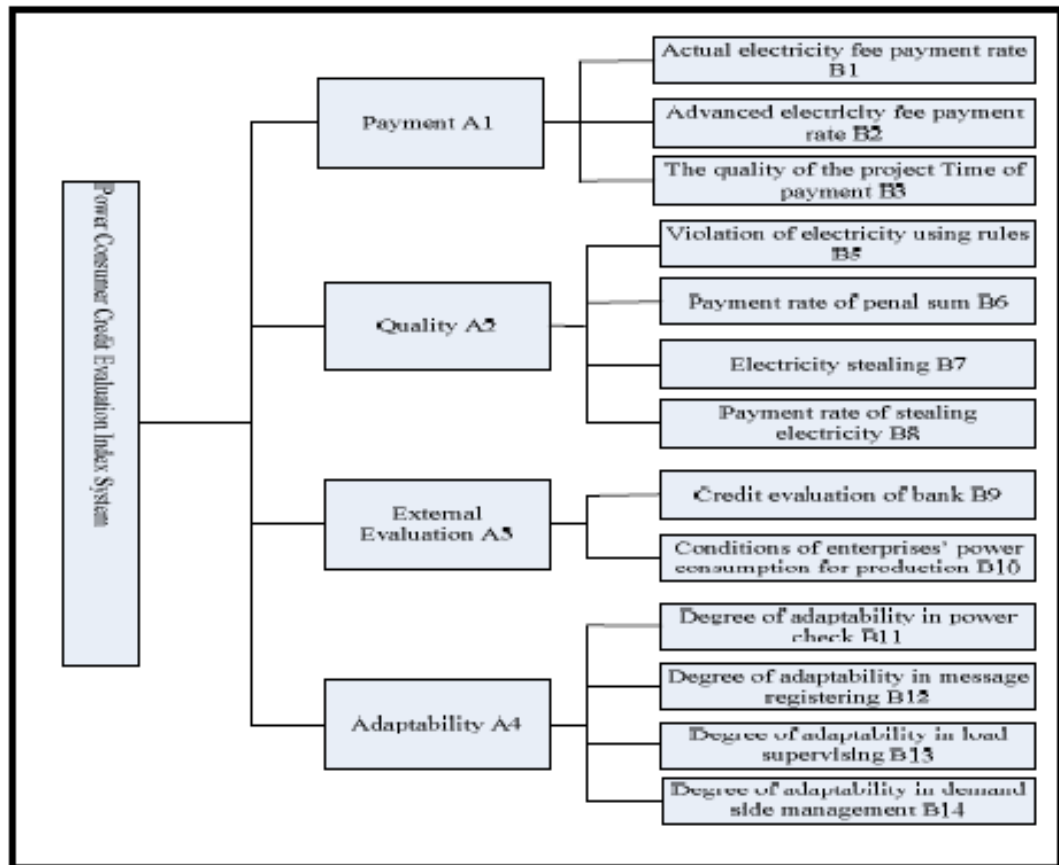 Power Consumer Credit Evaluation Index System
Payment A1
Actual electricity fee payment rate
B1
Advanced electricity fee payment
rate B2
The quality of the project Time of
payment B3
Quality A2
Violation of electricity using rules
B5
Payment rate of penal sum B6
Electricity stealing B7
Payment rate of stealing
electricity B8
External
Evaluation A3
Credit evaluation of bank B9
Conditions of enterprises' power
consumption for production B10
Adaptability A4
Degree of adaptability in power
check B11
Degree of adaptability in message
registering B12
Degree of adaptability in load
supervising B13
Degree of adaptability in demand
side management B14